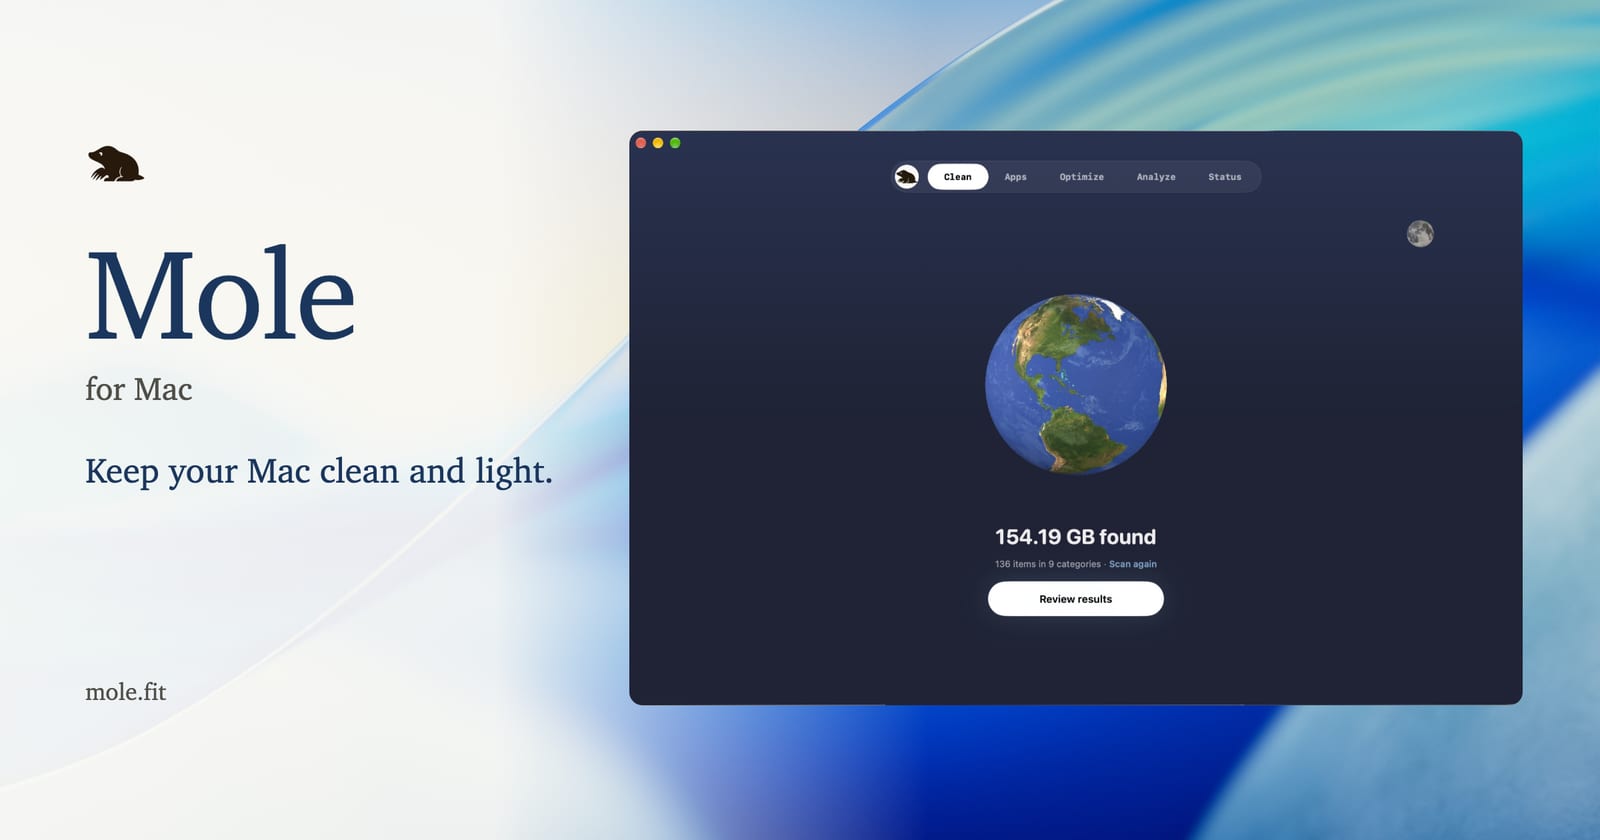 Mole
for Mac
Keep your Mac clean and light.
mole.fit
Clean Apps Optimize Analyze Status
154.19 GB found
136 items in 9 categories · Scan again
Review results